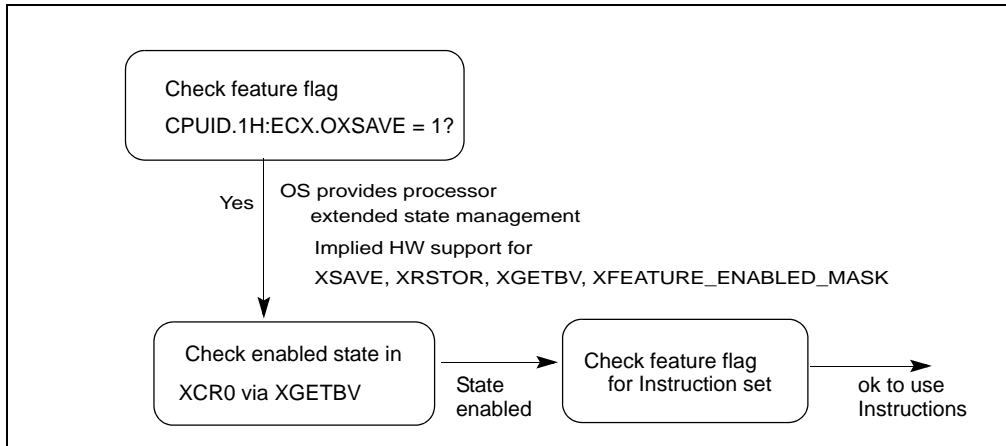 Check feature flag
CPUID.1H:ECX.OXSAVE = 1?
Yes
OS provides processor
extended state management
Implied HW support for
XSAVE, XRSTOR, XGETBV, XFEATURE_ENABLED_MASK
Check enabled state in
XCR0 via XGETBV
State
enabled
Check feature flag
for Instruction set
ok to use
Instructions